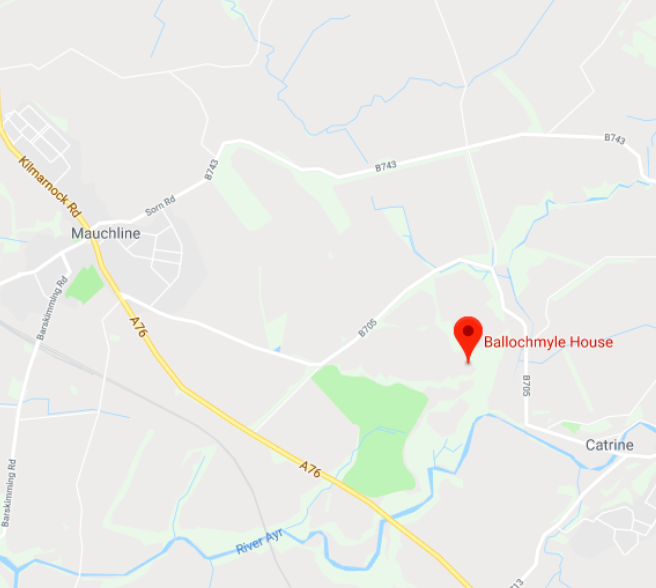 B743
B743
B743
Kilmarnock Rd
Sorn Rd
Mauchline
Barskimming Rd
A76
B705
Ballochmyle House
B705
Catrine
A76
Barskimming Rd
River Ayr